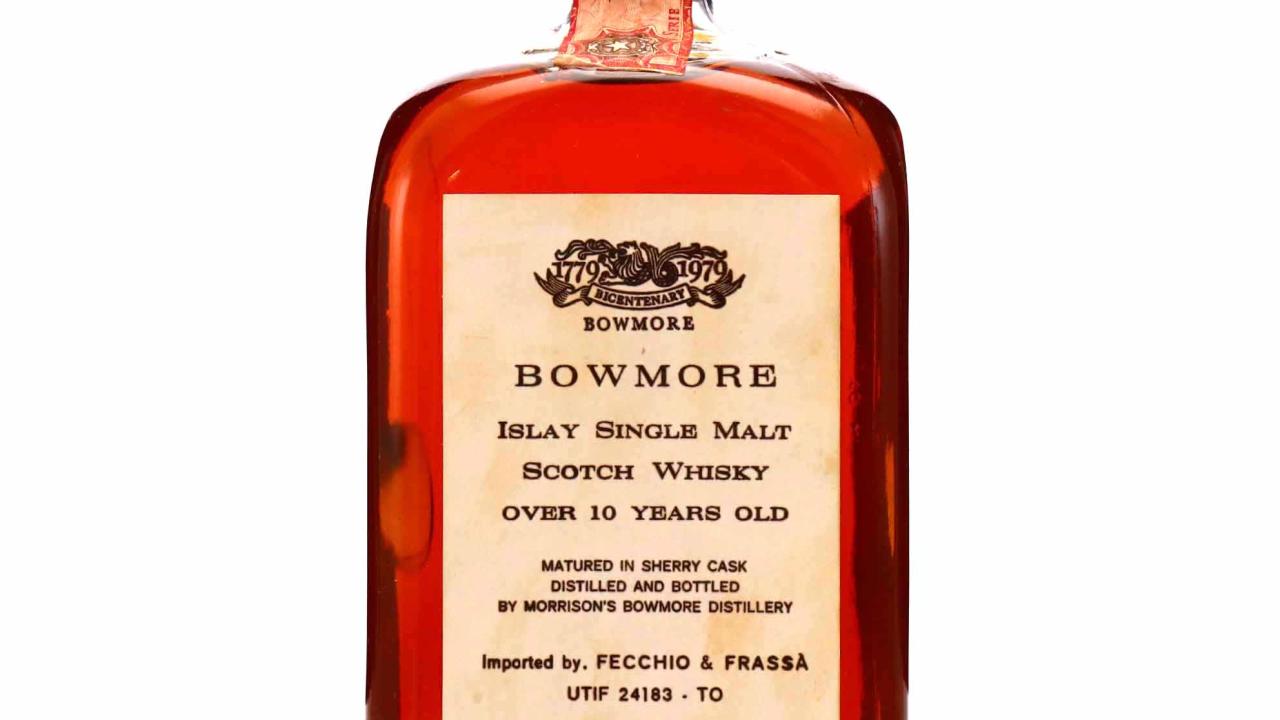 SERIE
1779 1979
BICENTENARY
BOWMORE
BOWMORE
ISLAY SINGLE MALT
SCOTCH WHISKY
OVER 10 YEARS OLD
MATURED IN SHERRY CASK
DISTILLED AND BOTTLED
BY MORRISON'S BOWMORE DISTILLERY
Imported by. FECCHIO & FRASSÀ
UTIF 24183 - TO